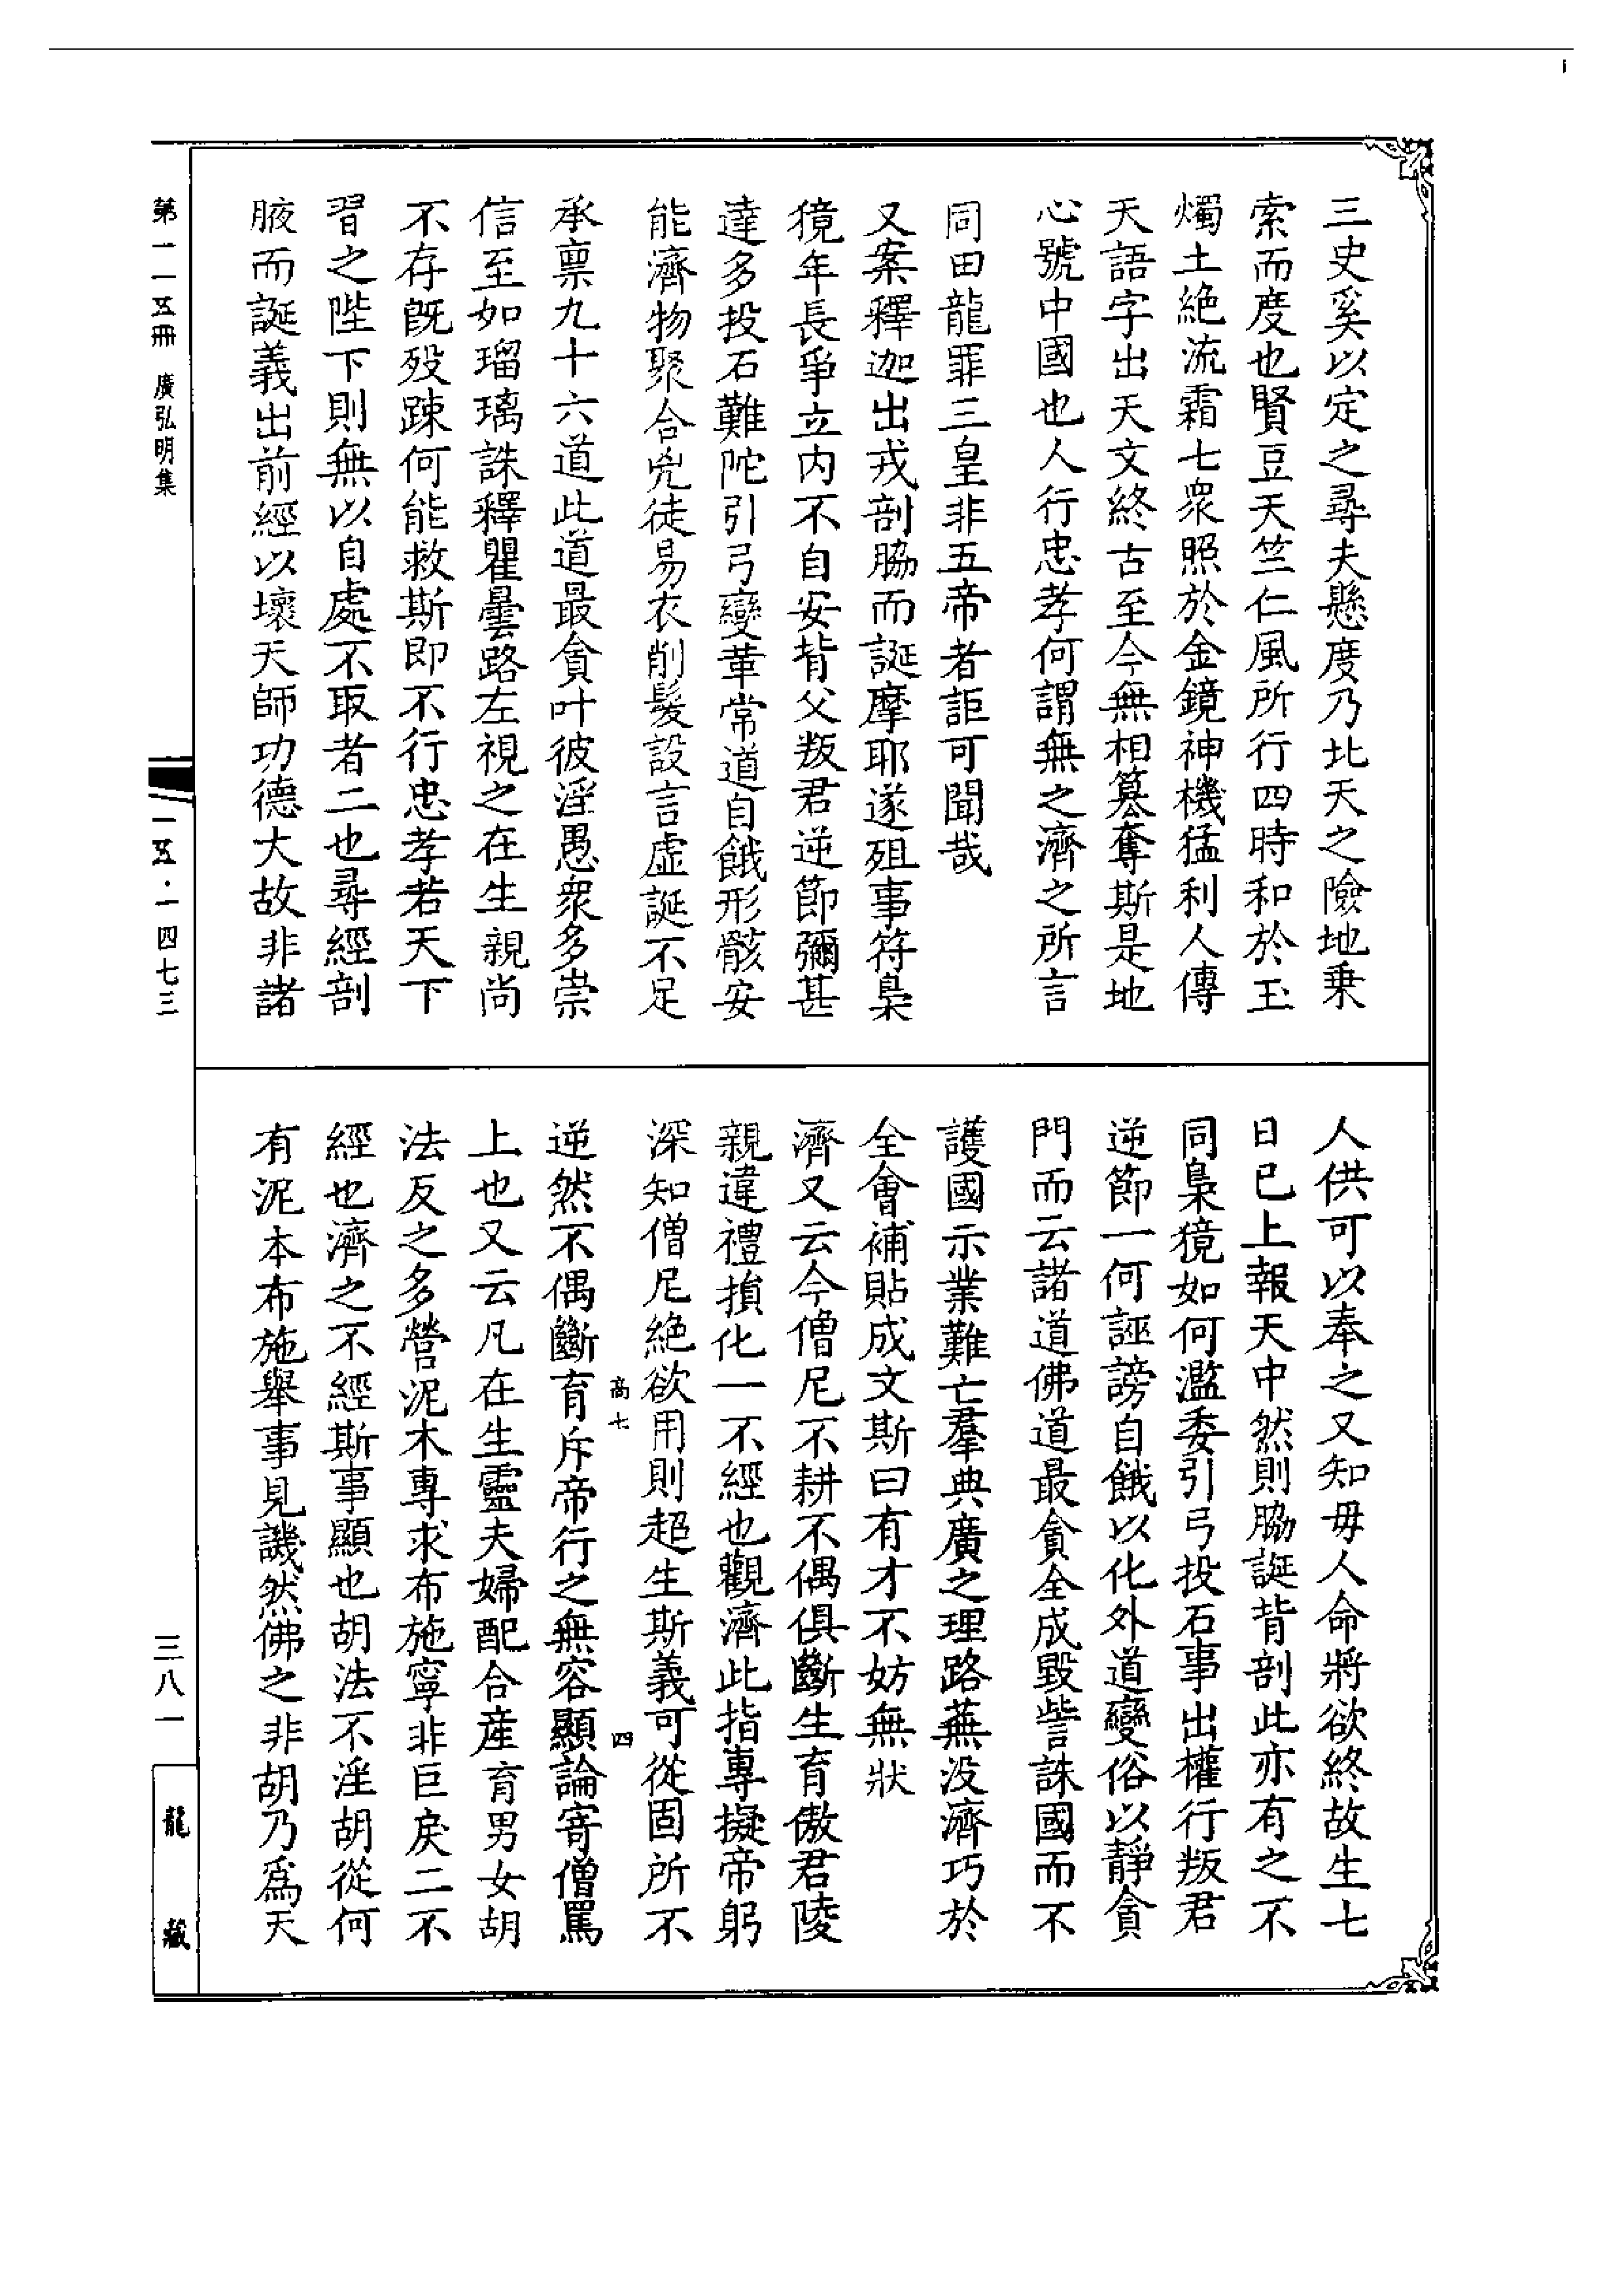 三史奚以定之尋夫懸度乃北天之險地乗
索而度也賢豆天竺仁風所行四時和於玉
燭土絶流霜七衆照於金鏡神機猛利人傳
天語字出天文終古至今無相篡奪斯是地
心號中國也人行忠孝何謂無之濟之所言
同田龍罪三皇非五帝者詎可聞哉
又案釋迦出戎剖脇而誕摩耶遂殂事符梟
獍年長爭立内不自安背父叛君逆節彌甚
達多投石難陀引弓變革常道自餓形骸安
能濟物聚合兇徒易衣削髮設言虛誕不足
承禀九十六道此道最貪叶彼淫愚衆多崇
信至如瑠璃誅釋瞿曇路左視之在生親尚
不存旣歿踈何能救斯即不行忠孝若天下
習之陛下則無以自處不取者二也尋經剖
腋而誕義出前經以壞天師功德大故非諸
人供可以奉之又知毋人命將欲終故生七
日已上報天中然則脇誕背剖此亦有之不
同梟獍如何濫委引弓投石事出權行叛君
逆節一何誣謗自餓以化外道變俗以靜貪
門而云諸道佛道最貪全成毀呰誅國而不
護國示業難亡羣典廣之理路蕪没濟巧於
全會補貼成文斯曰有才不妨無狀
濟又云今僧尼不耕不偶俱斷生育傲君陵
親違禮損化一不經也觀濟此指專擬帝躬
深知僧尼絶欲用則超生斯義可從固所不
逆然不偶斷育斥帝行之無容顯論寄僧罵
上也又云凡在生靈夫婦配合産育男女胡
法反之多營泥木專求布施寧非巨戾二不
經也濟之不經斯事顯也胡法不淫胡從何
有泥本布施舉事見譏然佛之非胡乃爲天
高七
四
第一一五冊 廣弘明集
一五·一四七三
三八一
龍藏